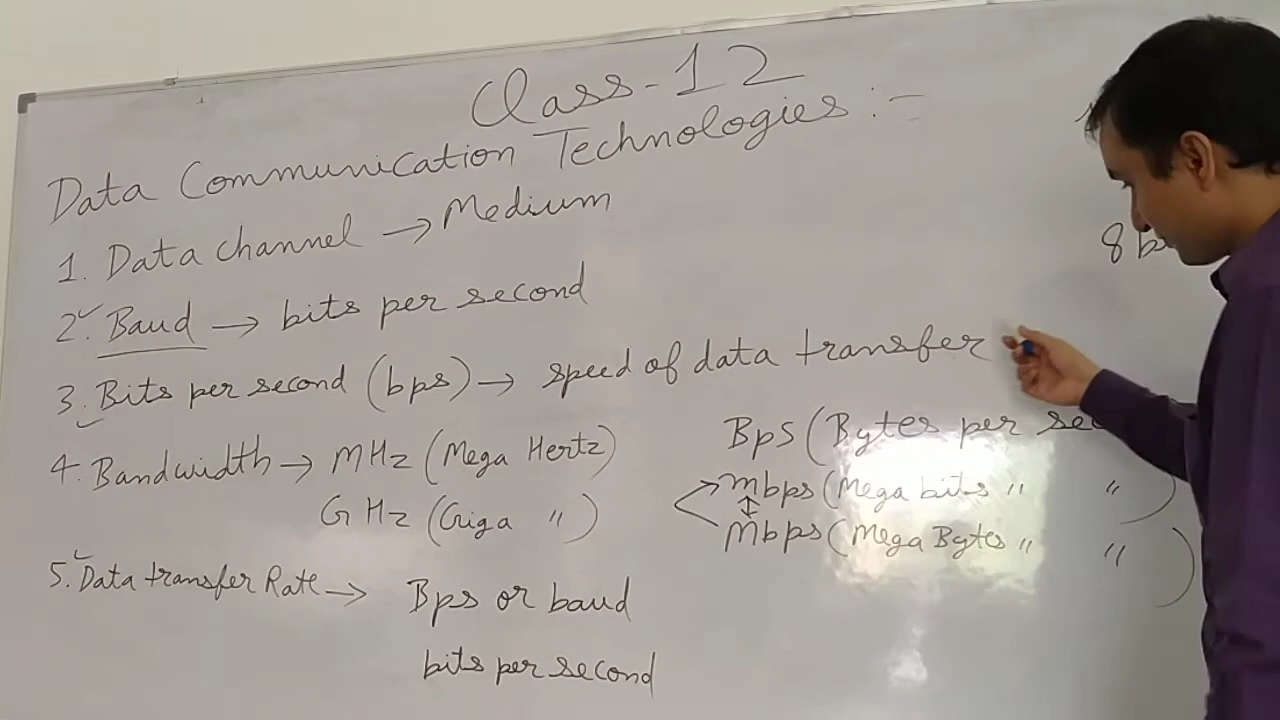 Class-12
Data Communication Technologies :-
1. Data channel → Medium
8
2. Baud → bits per second
3. Bits per second (bps) → speed of data transfer
Bps (Bytes per
4. Bandwidth → MHz (Mega Hertz)
mbps (Mega bits " " )
GHz (Giga " )
Mbps (Mega Bytes " " )
5. Data transfer Rate → Bps or baud
bits per second